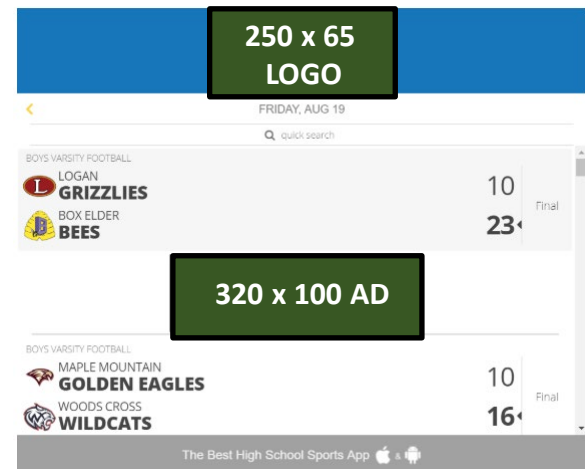 250 x 65
LOGO
FRIDAY, AUG 19
quick search
BOYS VARSITY FOOTBALL
LOGAN
GRIZZLIES
10
BOX ELDER
BEES
23
Final
320 x 100 AD
BOYS VARSITY FOOTBALL
MAPLE MOUNTAIN
GOLDEN EAGLES
10
WOODS CROSS
WILDCATS
16
Final
The Best High School Sports App &